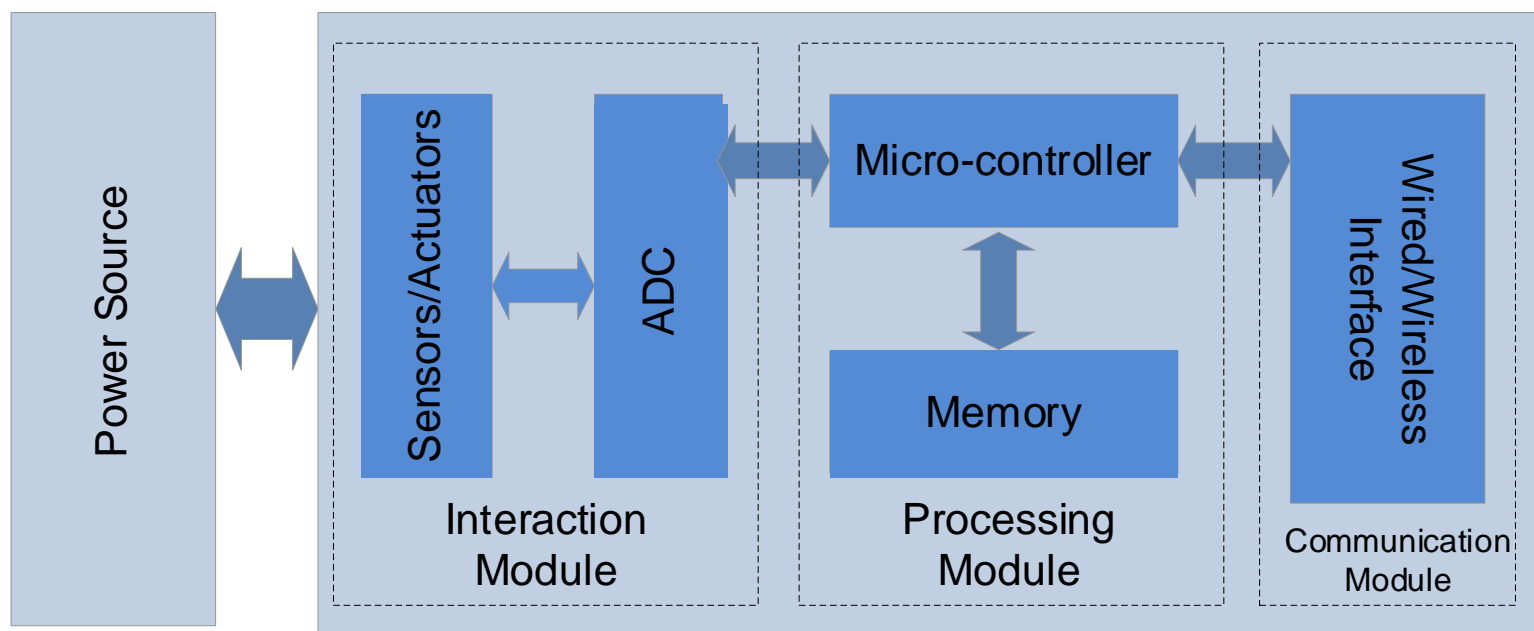 Power Source
Sensors/Actuators
ADC
Interaction
Module
Micro-controller
Memory
Processing
Module
Wired/Wireless
Interface
Communication
Module